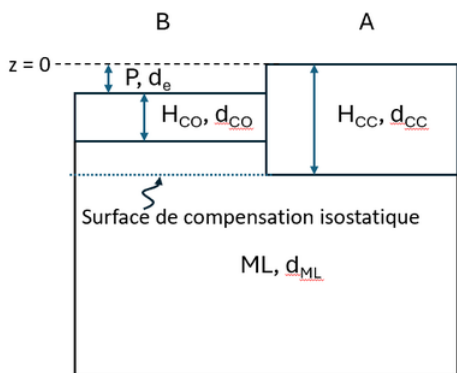 B A
z = 0
P, de
HCO, dCO HCC, dCC
Surface de compensation isostatique
ML, dML